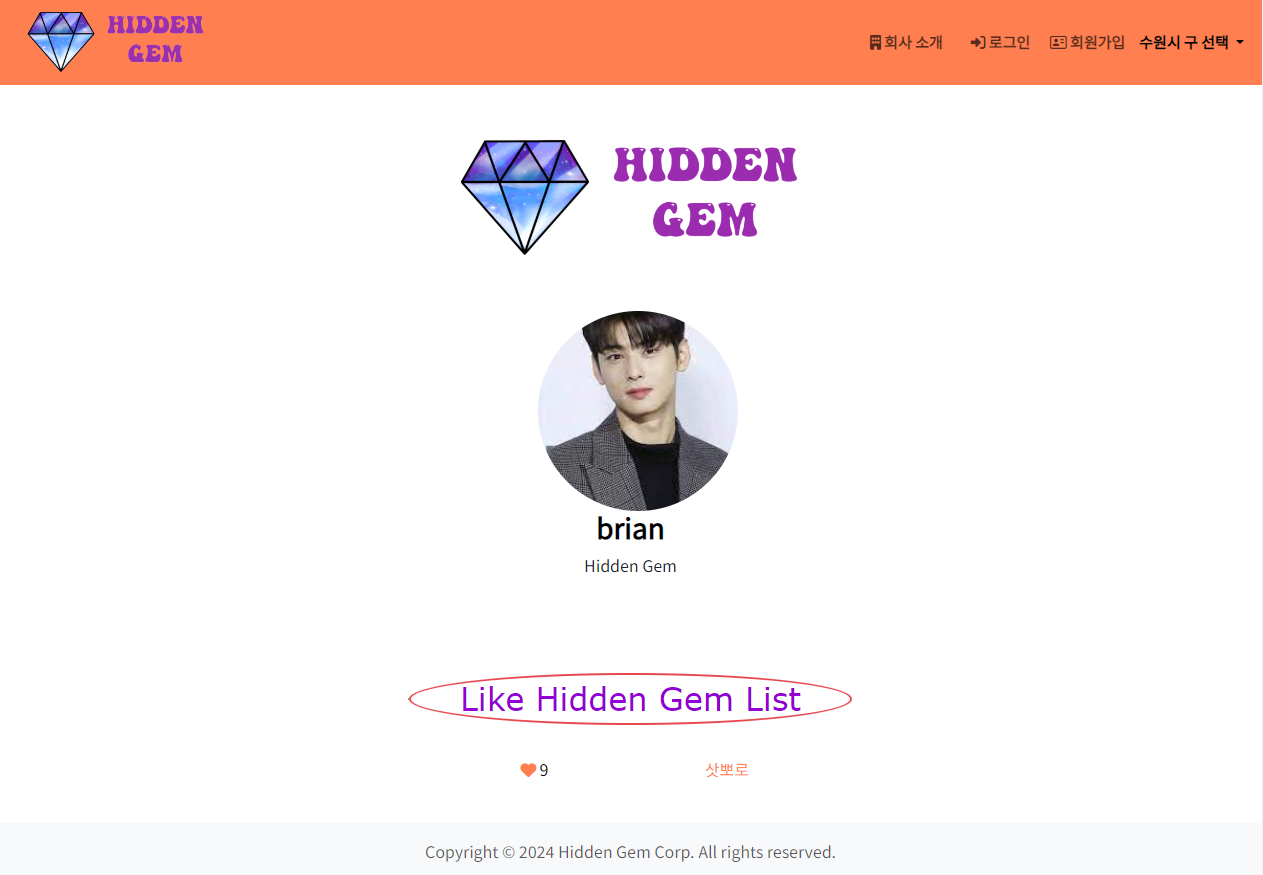 HIDDEN
GEM
회사 소개 로그인 회원가입 수원시 구 선택
HIDDEN
GEM
brian
Hidden Gem
Like Hidden Gem List
9 삿뽀로
Copyright © 2024 Hidden Gem Corp. All rights reserved.